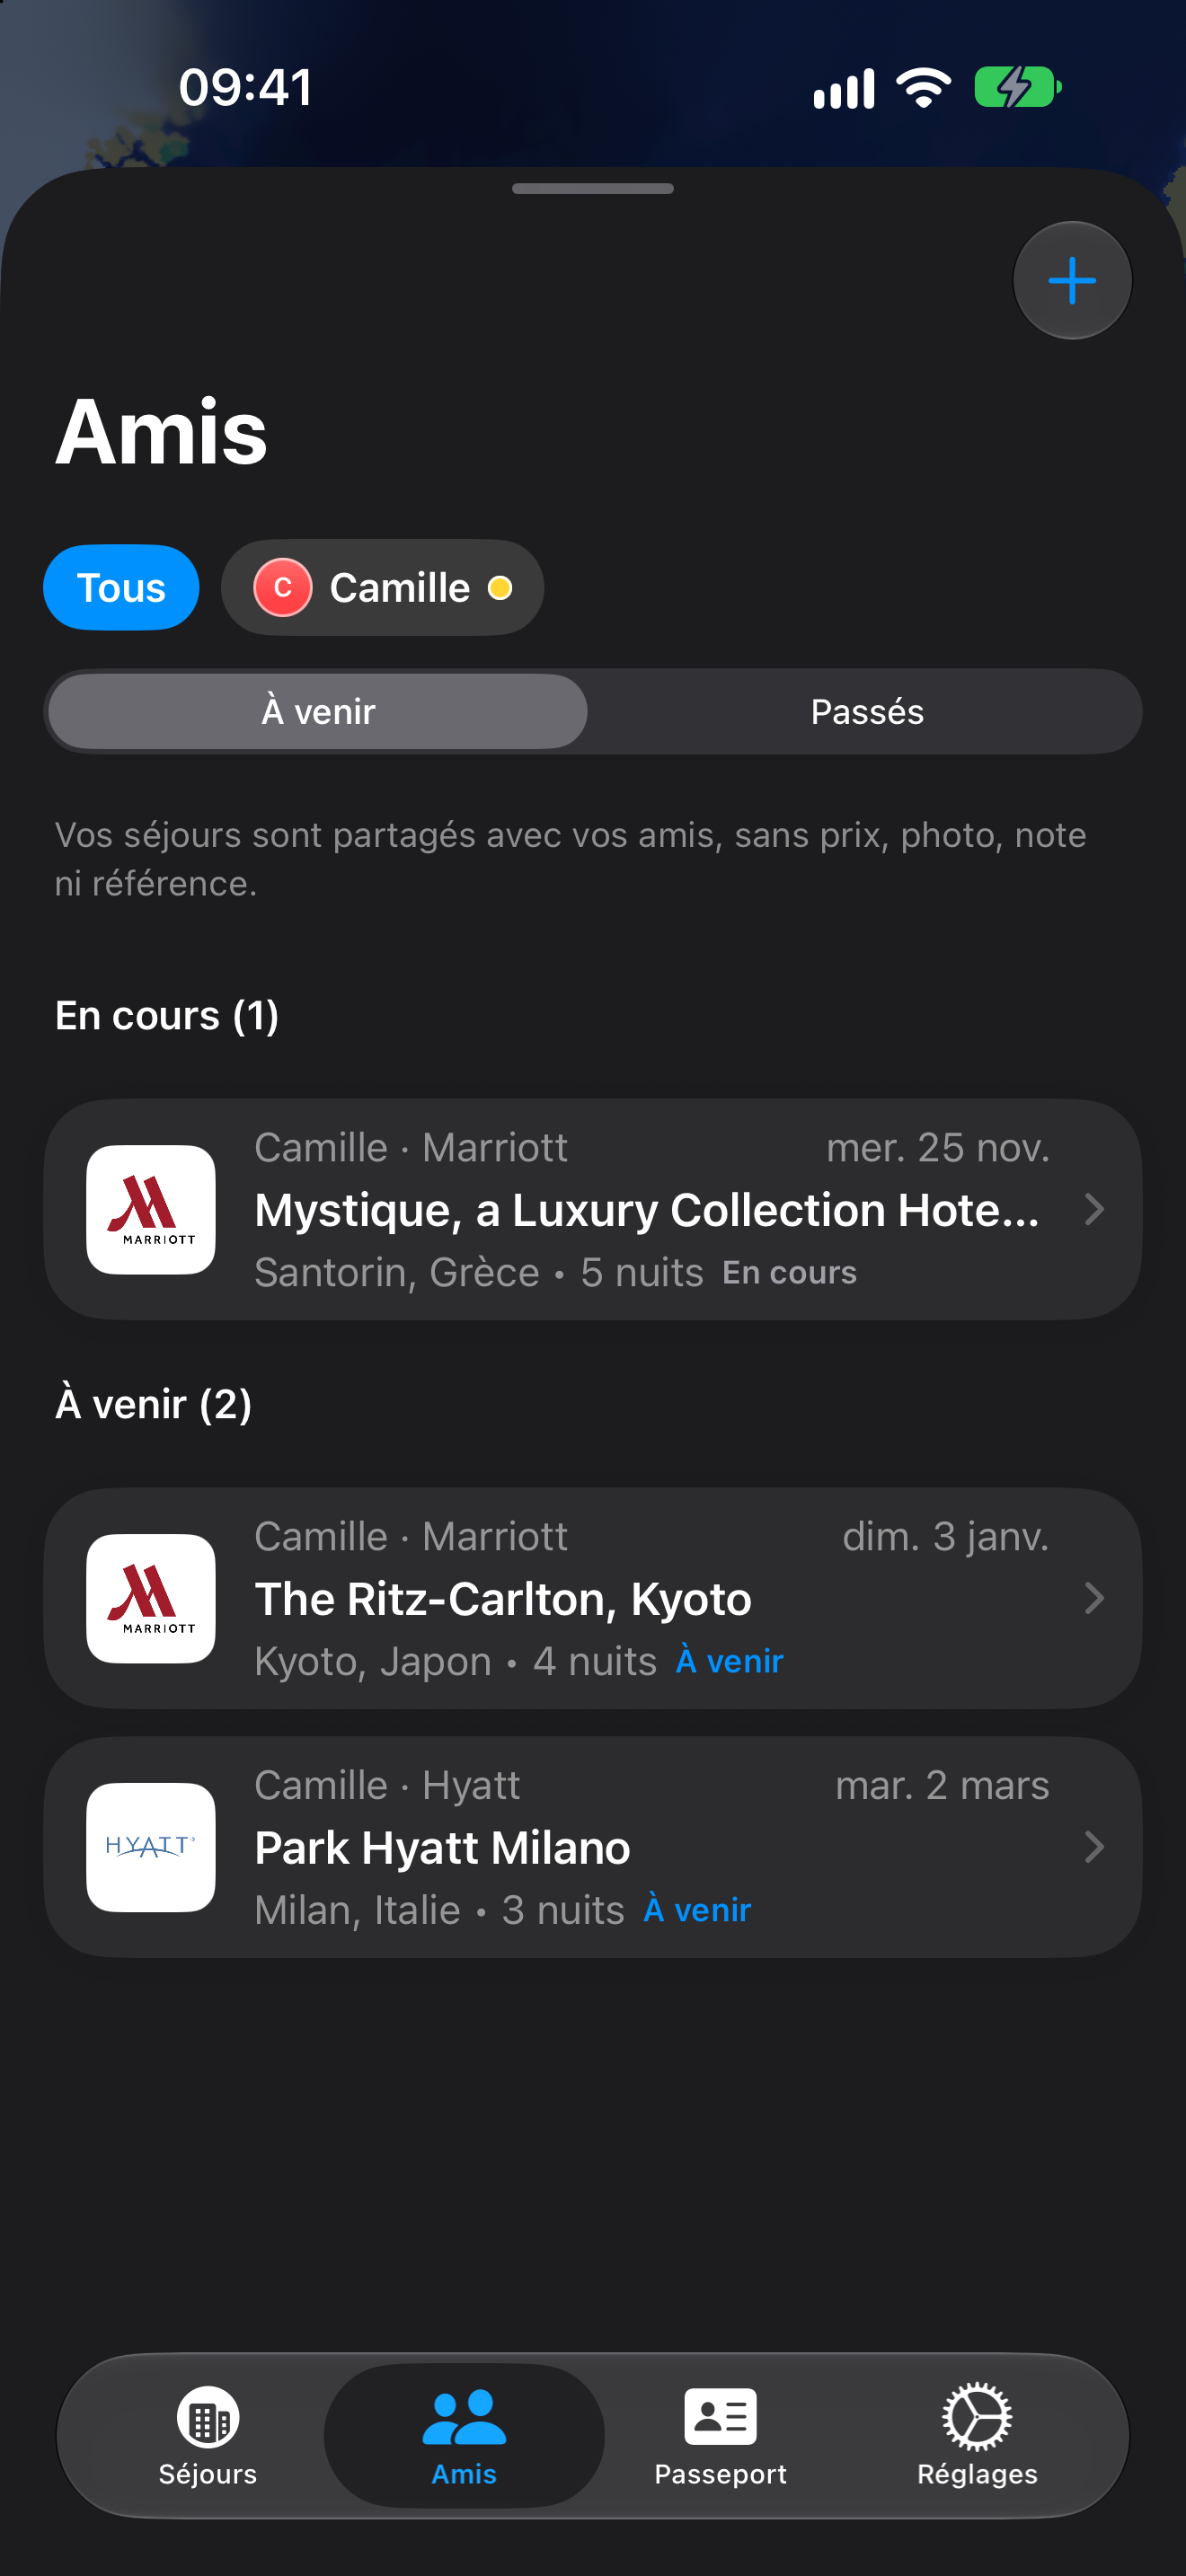 09:41
Amis
Tous
C Camille
À venir
Passés
Vos séjours sont partagés avec vos amis, sans prix, photo, note
ni référence.
En cours (1)
MARRIOTT
Camille · Marriott
mer. 25 nov.
Mystique, a Luxury Collection Hote...
Santorin, Grèce • 5 nuits En cours
À venir (2)
MARRIOTT
Camille · Marriott
dim. 3 janv.
The Ritz-Carlton, Kyoto
Kyoto, Japon • 4 nuits À venir
HYATT
Camille · Hyatt
mar. 2 mars
Park Hyatt Milano
Milan, Italie • 3 nuits À venir
Séjours
Amis
Passeport
Réglages